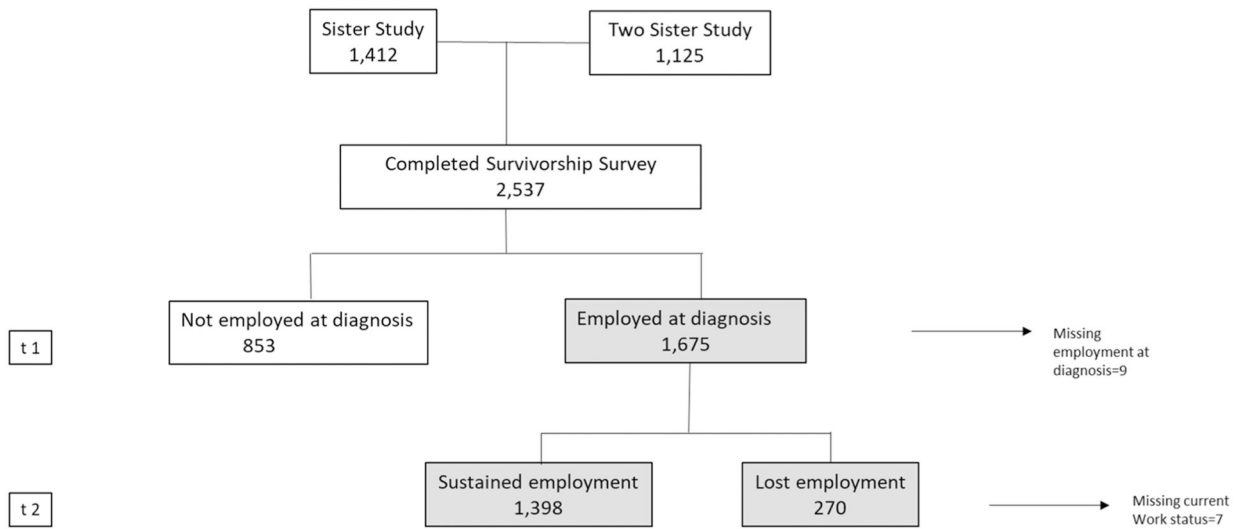 Sister Study
1,412
Two Sister Study
1,125
Completed Survivorship Survey
2,537
t 1
Not employed at diagnosis
853
Employed at diagnosis
1,675
Missing
employment at
diagnosis=9
t 2
Sustained employment
1,398
Lost employment
270
Missing current
Work status=7